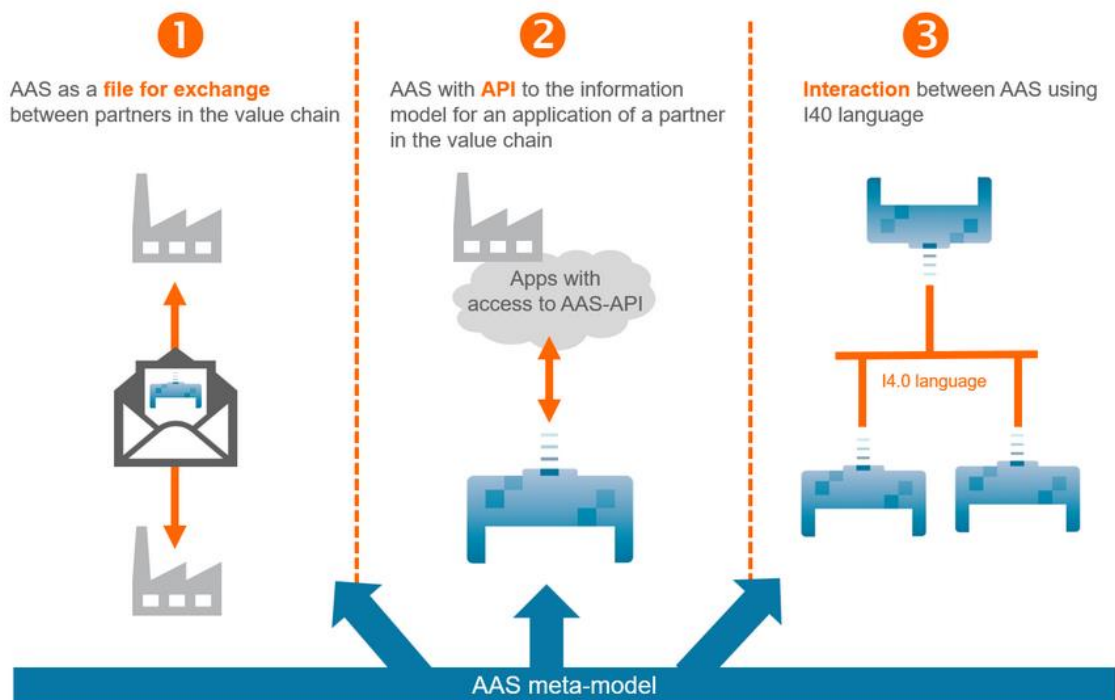 1
AAS as a file for exchange
between partners in the value chain
2
AAS with API to the information
model for an application of a partner
in the value chain
Apps with
access to AAS-API
3
Interaction between AAS using
I40 language
I4.0 language
AAS meta-model